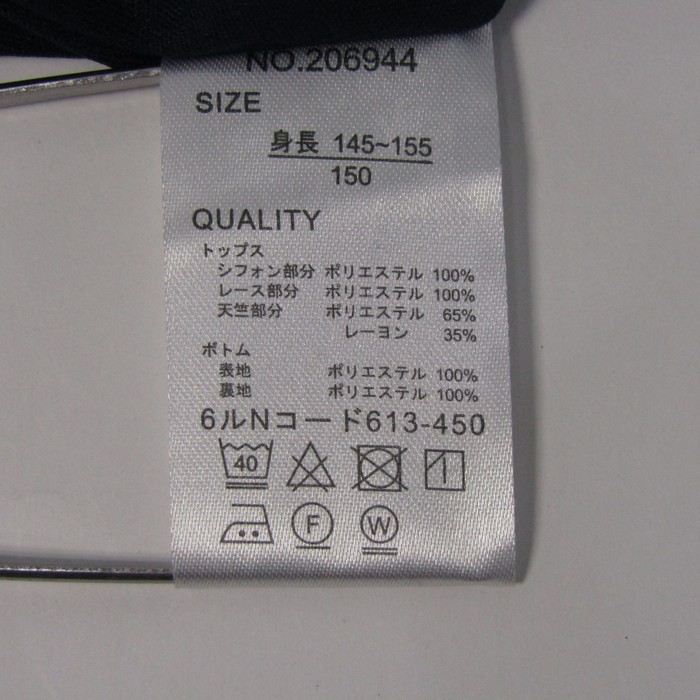 NO.206944
SIZE
身長 145~155
150
QUALITY
トップス
シフォン部分 ポリエステル 100%
レース部分 ポリエステル 100%
天竺部分 ポリエステル 65%
レーヨン 35%
ボトム
表地 ポリエステル 100%
裏地 ポリエステル 100%
6ルNコード613-450
40
F W